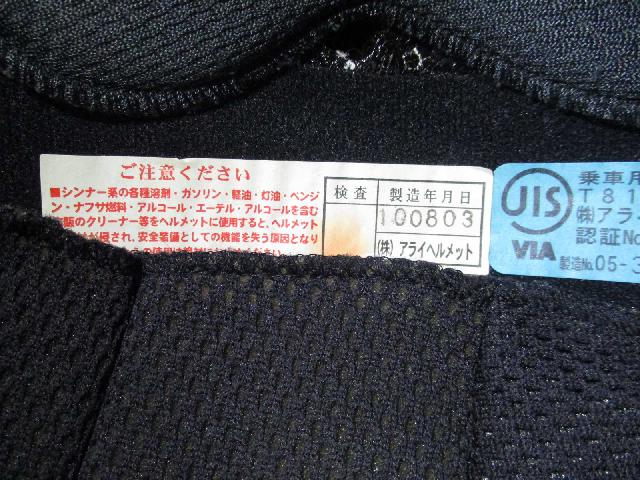 ご注意ください
■シンナー系の各種溶剤・ガソリン・軽油・灯油・ベンジ
ン・ナフサ燃料・アルコール・エーテル・アルコールを含む
市販のクリーナー等をヘルメットに使用すると、ヘルメット
が侵され、安全装備としての機能を失う原因となり
検査
製造年月日
100803
(株)アライヘルメット
JIS
VIA
乗車用
T81
(株)アラ
認証No
製造No.05-3